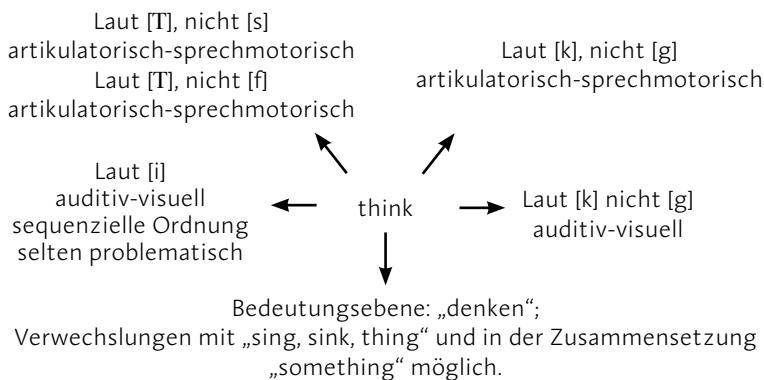 Laut [T], nicht [s]
artikulatorisch-sprechmotorisch
Laut [T], nicht [f]
artikulatorisch-sprechmotorisch
Laut [k], nicht [g]
artikulatorisch-sprechmotorisch
Laut [i]
auditiv-visuell
sequenzielle Ordnung
selten problematisch
think
Laut [k] nicht [g]
auditiv-visuell
Bedeutungsebene: „denken“;
Verwechslungen mit „sing, sink, thing“ und in der Zusammensetzung
„something“ möglich.